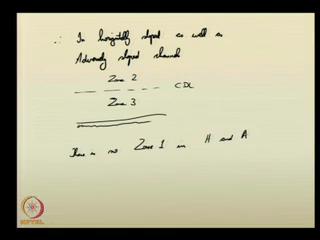 ∴ In horizontally sloped as well as
Adversely sloped channels
Zone 2
CDL
Zone 3
There is no Zone 1 in H and A
NPTEL